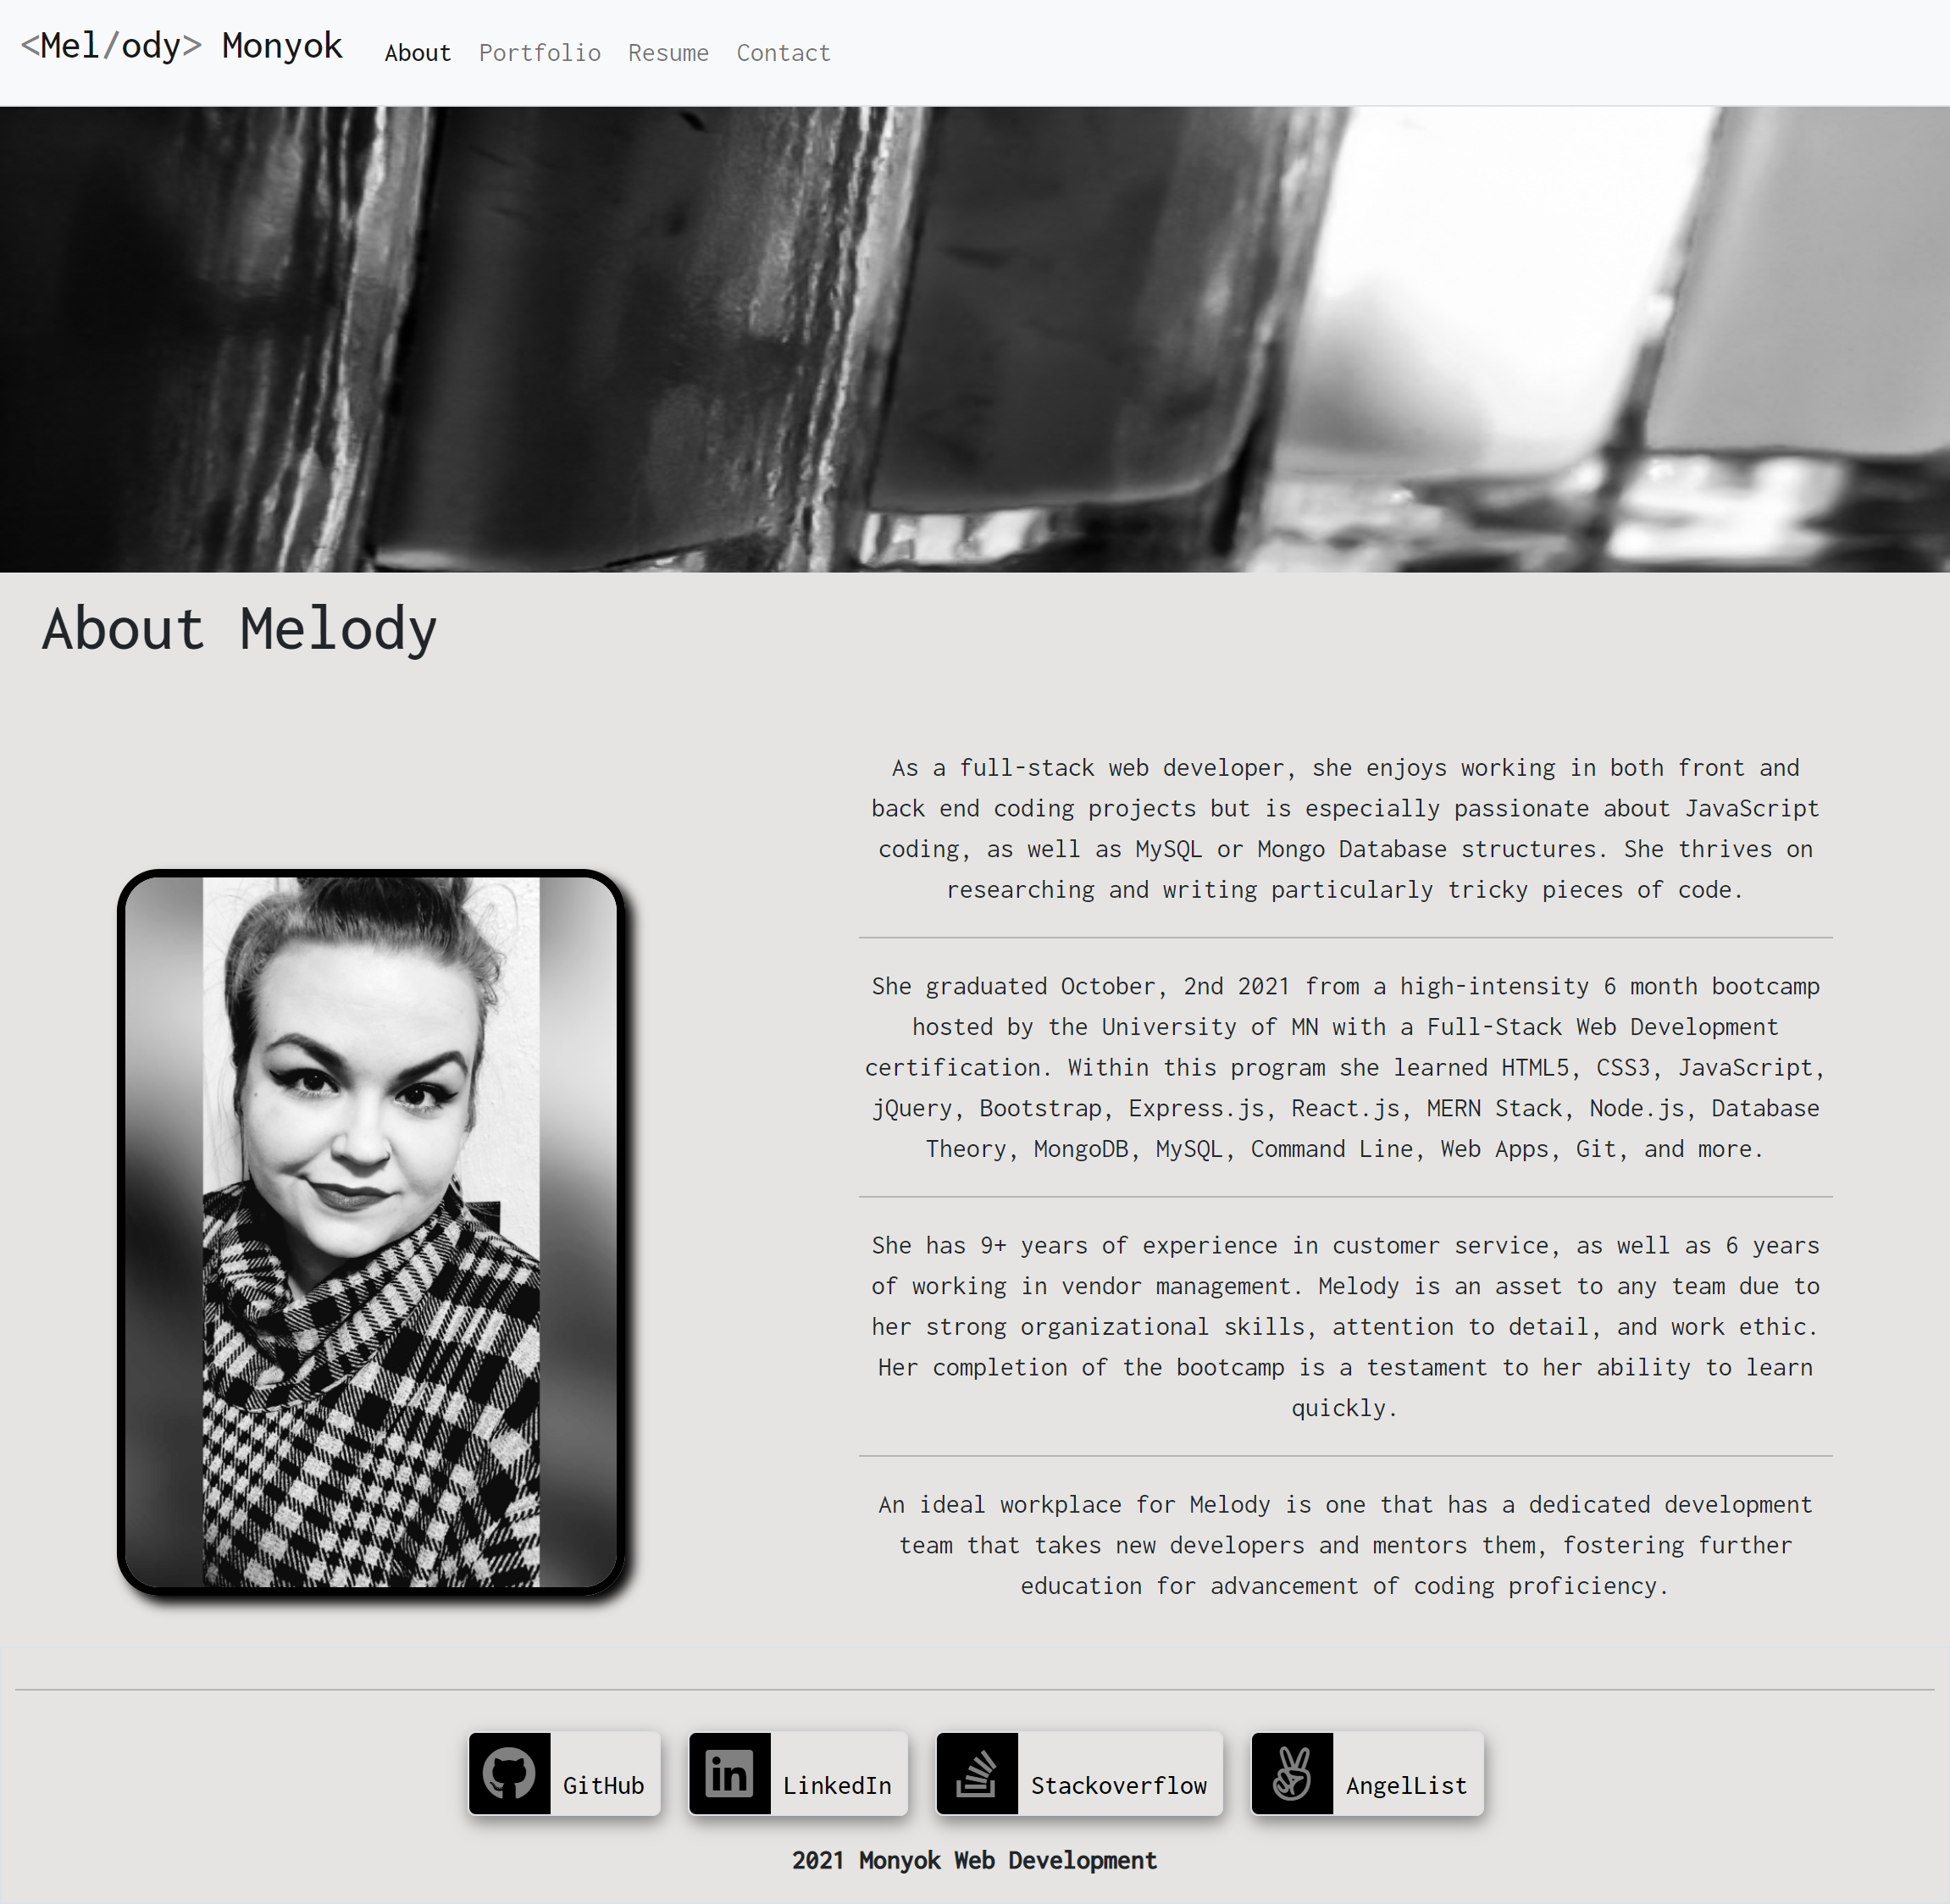 <Mel/ody> Monyok About Portfolio Resume Contact
About Melody
As a full-stack web developer, she enjoys working in both front and
back end coding projects but is especially passionate about JavaScript
coding, as well as MySQL or Mongo Database structures. She thrives on
researching and writing particularly tricky pieces of code.
She graduated October, 2nd 2021 from a high-intensity 6 month bootcamp
hosted by the University of MN with a Full-Stack Web Development
certification. Within this program she learned HTML5, CSS3, JavaScript,
jQuery, Bootstrap, Express.js, React.js, MERN Stack, Node.js, Database
Theory, MongoDB, MySQL, Command Line, Web Apps, Git, and more.
She has 9+ years of experience in customer service, as well as 6 years
of working in vendor management. Melody is an asset to any team due to
her strong organizational skills, attention to detail, and work ethic.
Her completion of the bootcamp is a testament to her ability to learn
quickly.
An ideal workplace for Melody is one that has a dedicated development
team that takes new developers and mentors them, fostering further
education for advancement of coding proficiency.
in
GitHub LinkedIn Stackoverflow AngelList
2021 Monyok Web Development